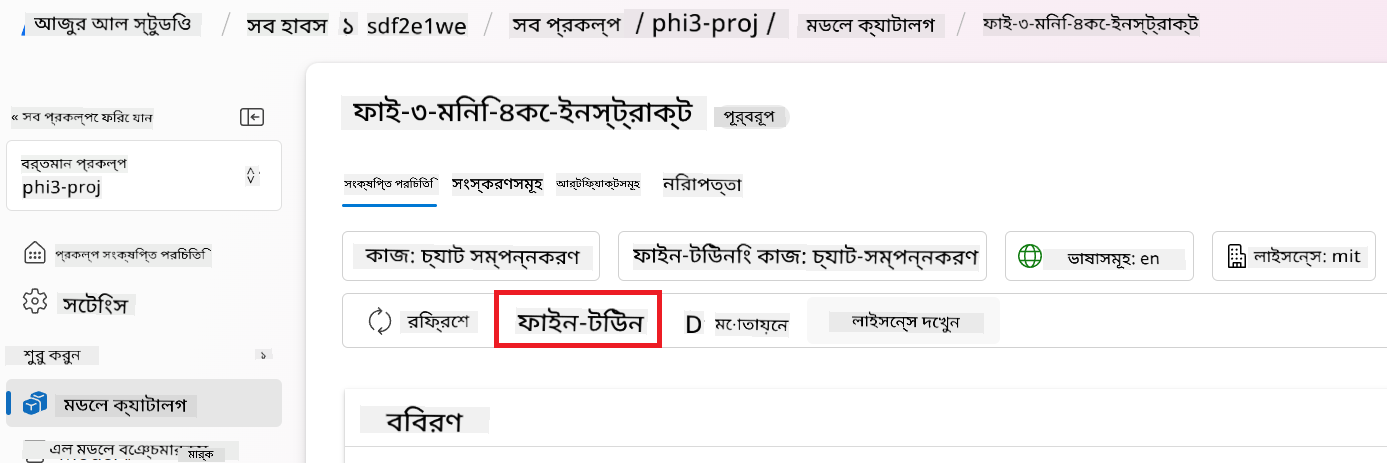 আজুর আল স্টুডিও / সব হাবস ১ sdf2e1we / সব প্রকল্প / phi3-proj / মডেল ক্যাটালগ / ফাই-৩-মিনি-৪কে-ইনস্ট্রাক্ট
« সব প্রকল্পে ফিরে যান
ফাই-৩-মিনি-৪কে-ইনস্ট্রাক্ট পূর্বরূপ
বর্তমান প্রকল্প
phi3-proj
সংক্ষিপ্ত পরিচিতি সংস্করণসমূহ আর্টিফ্যাক্টসমূহ নিরাপত্তা
প্রকল্প সংক্ষিপ্ত পরিচিতি
কাজ: চ্যাট সম্পন্নকরণ ফাইন-টিউনিং কাজ: চ্যাট-সম্পন্নকরণ ভাষাসমূহ: en লাইসেন্স: mit
সেটিংস
রিফ্রেশ ফাইন-টিউন D মোতায়েন লাইসেন্স দেখুন
শুরু করুন ১
মডেল ক্যাটালগ
বিবরণ
এল মডেল বেঞ্চমার্ক
মার্ক